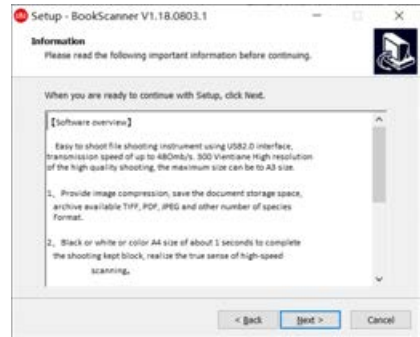 Setup - BookScanner V1.18.0803.1
Information
Please read the following important information before continuing.
When you are ready to continue with Setup, click Next.
【Software overview】
Easy to shoot file shooting instrument using USB2.0 interface,
transmission speed of up to 480Mb/s. 500 Vientiane High resolution
of the high quality shooting, the maximum size can be to A3 size.
1、Provide image compression, save the document storage space,
archive available TIFF, PDF, JPEG and other number of species
Format.
2、Black or white or color A4 size of about 1 seconds to complete
the shooting kept block, realize the true sense of high-speed
scanning。
< Back
Next >
Cancel